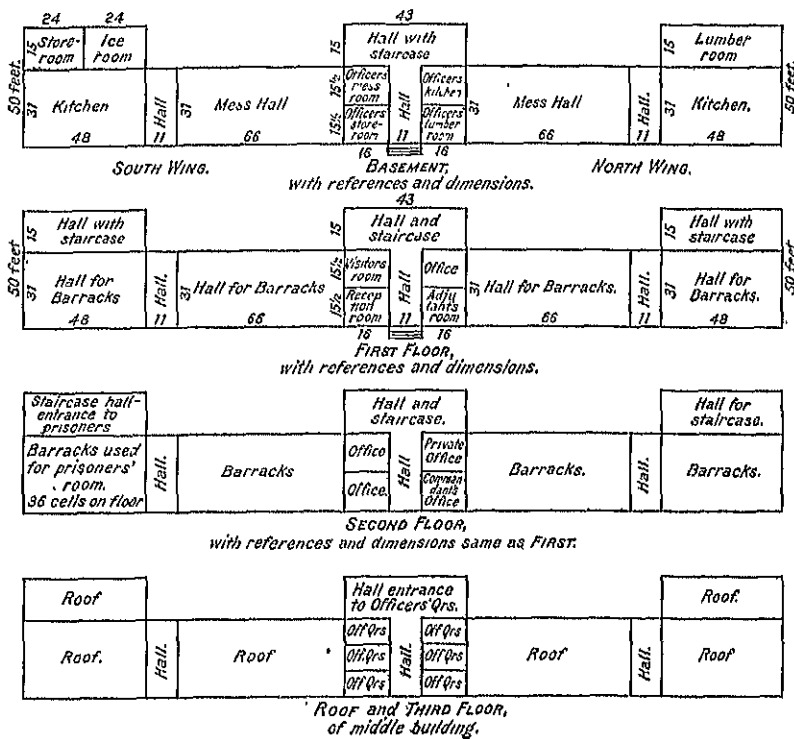 24 24 43
15 Store-room Ice room 15 Hall with staircase 15 Lumber room
50 feet. 31 Kitchen 48 Hall 11 31 Mess Hall 66 15½ Officers mess room 15½ Officers store-room 16 Hall 11 Officers kitchen Officers lumber room 16 31 Mess Hall 66 Hall. 11 31 Kitchen. 48 50 feet.
SOUTH WING. BASEMENT, NORTH WING.
with references and dimensions.
43
15 Hall with staircase 15 Hall and staircase 15 Hall with staircase
50 feet 31 Hall for Barracks 48 Hall. 11 31 Hall for Barracks 66 15½ Visitors room 15½ Reception room 16 Hall 11 Office Adjutants room 16 31 Hall for Barracks. 66 Hall. 11 31 Hall for Barracks. 48 50 feet
FIRST FLOOR,
with references and dimensions.
Staircase hall-entrance to prisoners Hall and staircase. Hall for staircase.
Barracks used for prisoners' room. 36 cells on floor Hall. Barracks Office Office. Hall Private Office Commandant's Office Barracks. Hall. Barracks.
SECOND FLOOR,
with references and dimensions same as FIRST.
Roof Hall entrance to Officers' Qrs. Roof.
Roof. Hall. Roof Off Qrs Off. Qrs Off Qrs Hall. Off Qrs Off Qrs Off Qrs Roof Hall. Roof
ROOF and THIRD FLOOR,
of middle building.